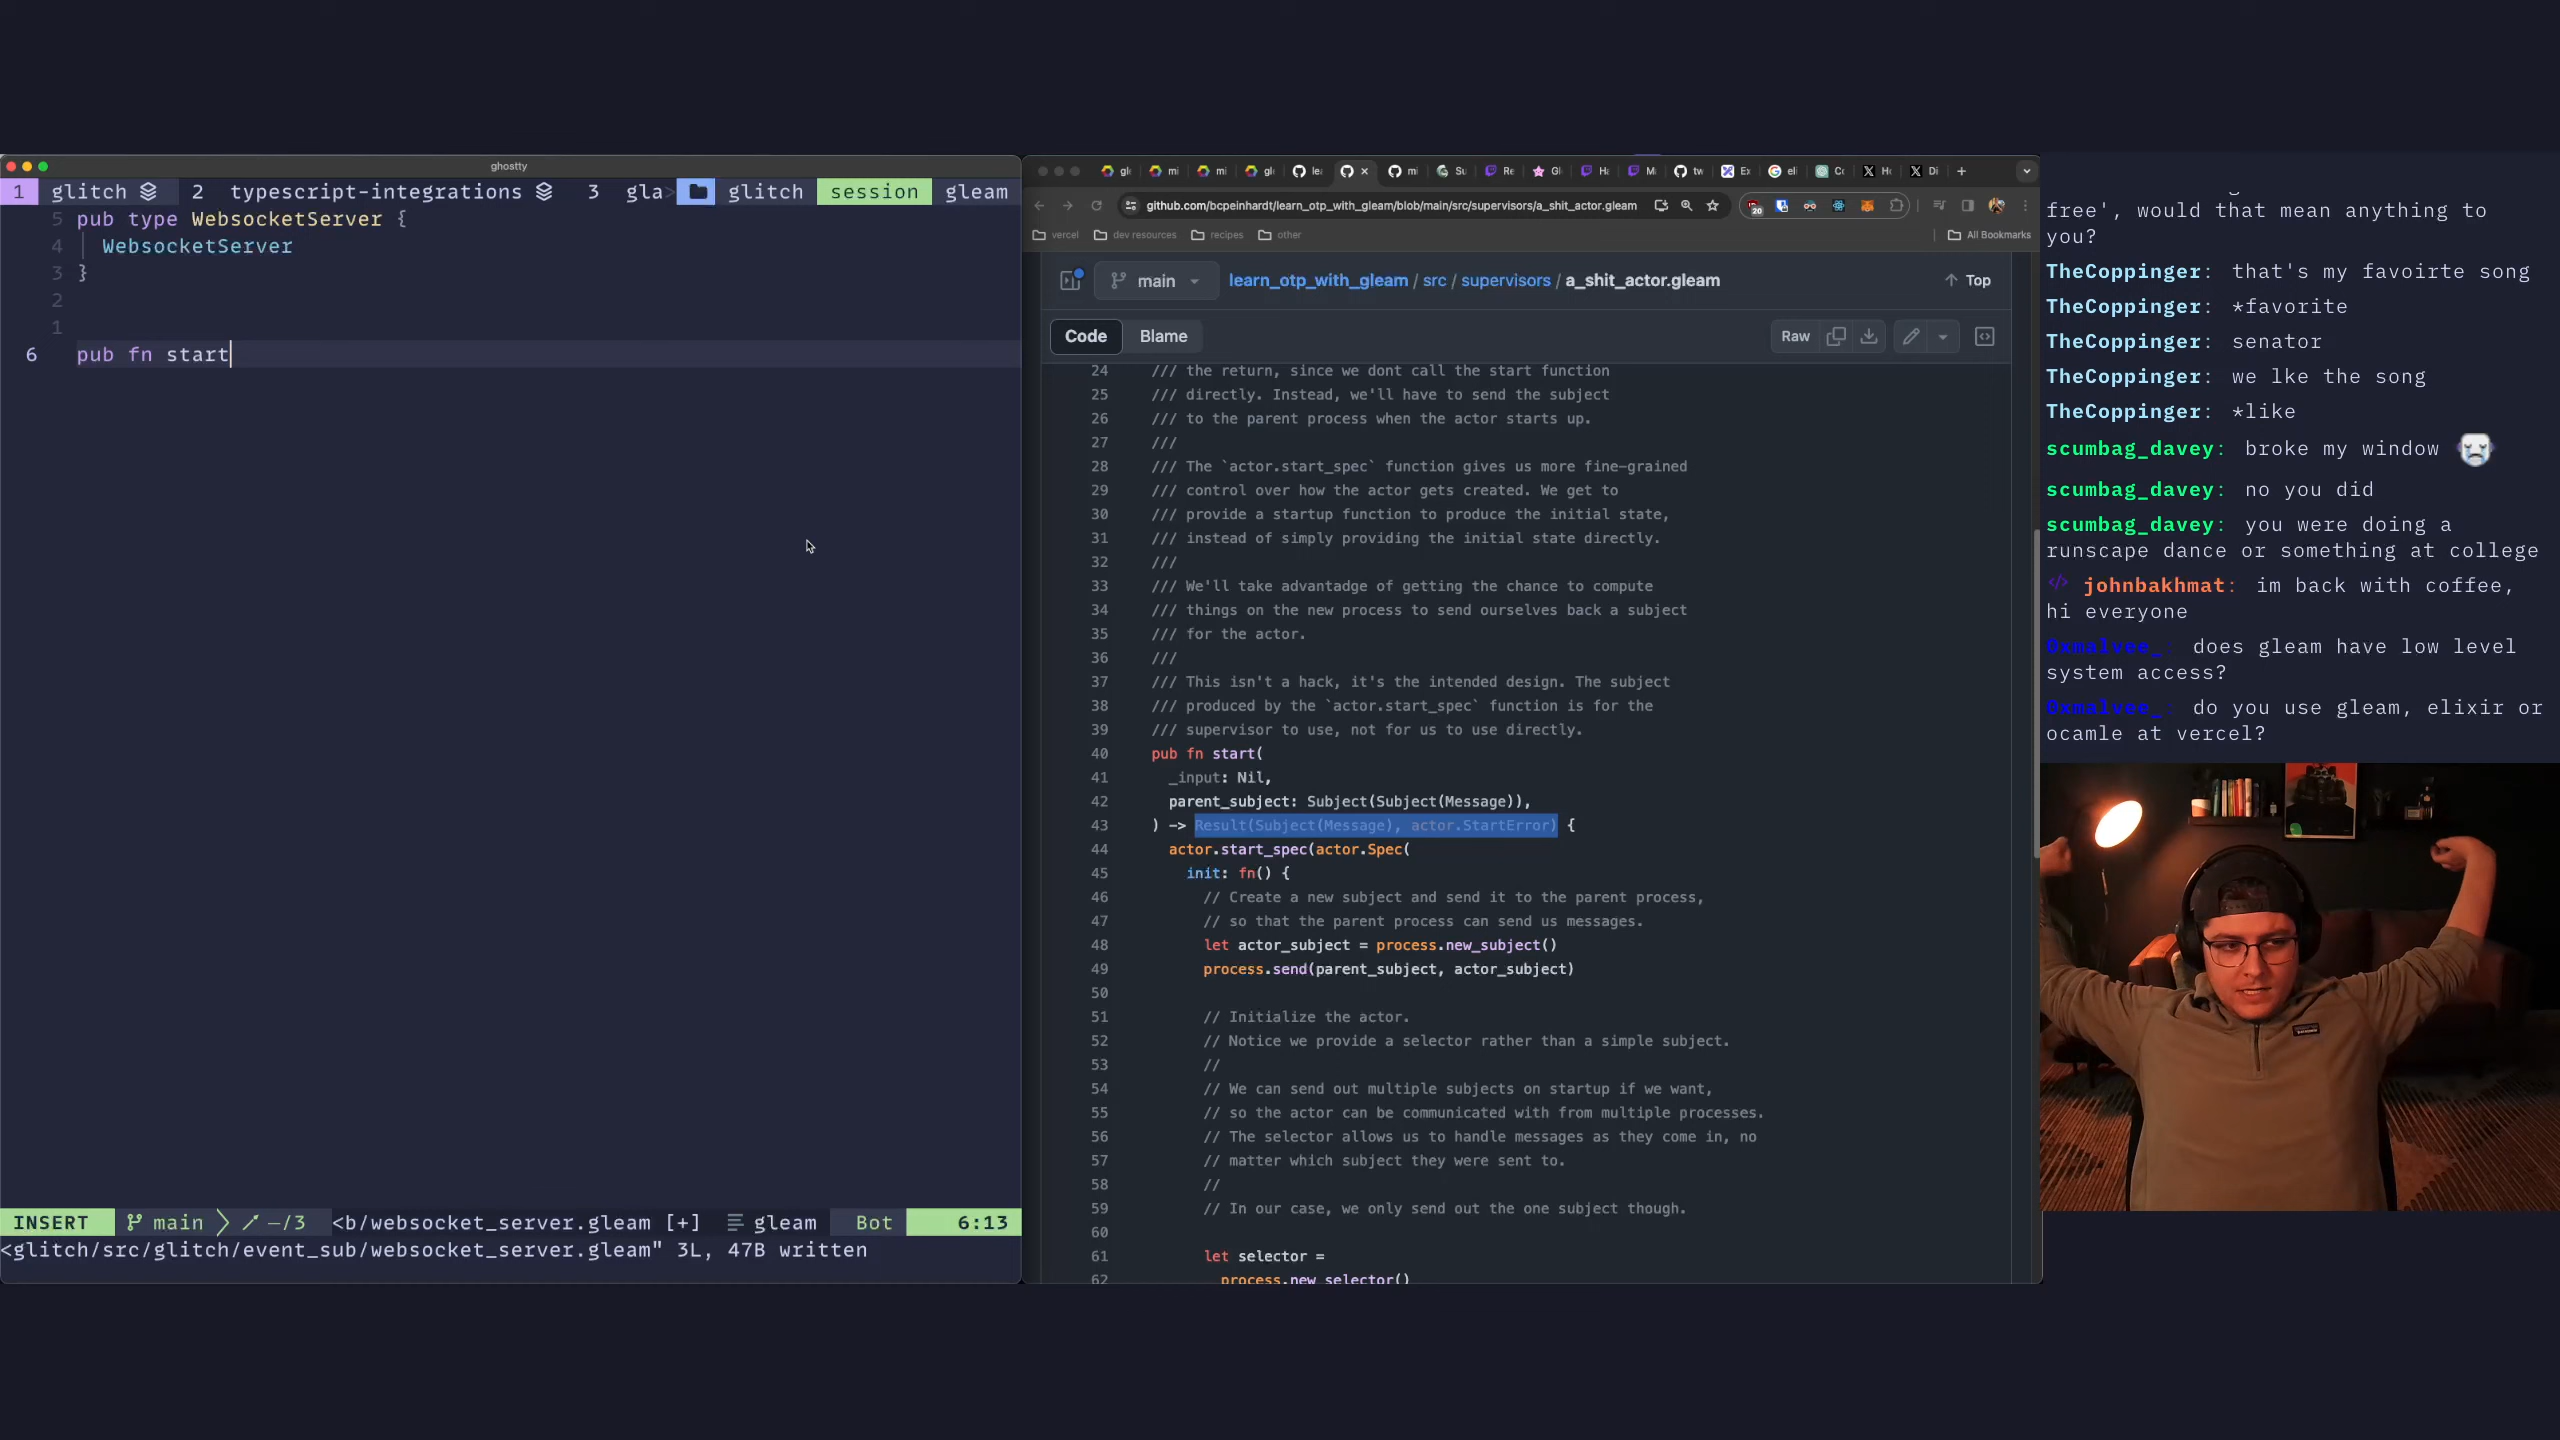 ghostty
1 glitch 2 typescript-integrations 3 gla> glitch session gleam
5 pub type WebsocketServer {
4 WebsocketServer
3 }
2
1
6 pub fn start
INSERT main –/3 <b/websocket_server.gleam [+] gleam Bot 6:13
<glitch/src/glitch/event_sub/websocket_server.gleam" 3L, 47B written
gl mi mi gl le × mi Su Re Gl Ha M tw Ex eli Co Ho Di +
github.com/bcpeinhardt/learn_otp_with_gleam/blob/main/src/supervisors/a_shit_actor.gleam 20
vercel dev resources recipes other All Bookmarks
main learn_otp_with_gleam / src / supervisors / a_shit_actor.gleam Top
Code Blame Raw
24 /// the return, since we dont call the start function
25 /// directly. Instead, we'll have to send the subject
26 /// to the parent process when the actor starts up.
27 ///
28 /// The `actor.start_spec` function gives us more fine-grained
29 /// control over how the actor gets created. We get to
30 /// provide a startup function to produce the initial state,
31 /// instead of simply providing the initial state directly.
32 ///
33 /// We'll take advantadge of getting the chance to compute
34 /// things on the new process to send ourselves back a subject
35 /// for the actor.
36 ///
37 /// This isn't a hack, it's the intended design. The subject
38 /// produced by the `actor.start_spec` function is for the
39 /// supervisor to use, not for us to use directly.
40 pub fn start(
41 _input: Nil,
42 parent_subject: Subject(Subject(Message)),
43 ) -> Result(Subject(Message), actor.StartError) {
44 actor.start_spec(actor.Spec(
45 init: fn() {
46 // Create a new subject and send it to the parent process,
47 // so that the parent process can send us messages.
48 let actor_subject = process.new_subject()
49 process.send(parent_subject, actor_subject)
50
51 // Initialize the actor.
52 // Notice we provide a selector rather than a simple subject.
53 //
54 // We can send out multiple subjects on startup if we want,
55 // so the actor can be communicated with from multiple processes.
56 // The selector allows us to handle messages as they come in, no
57 // matter which subject they were sent to.
58 //
59 // In our case, we only send out the one subject though.
60
61 let selector =
62 process.new_selector()
free', would that mean anything to
you?
TheCoppinger: that's my favoirte song
TheCoppinger: *favorite
TheCoppinger: senator
TheCoppinger: we lke the song
TheCoppinger: *like
scumbag_davey: broke my window
scumbag_davey: no you did
scumbag_davey: you were doing a
runscape dance or something at college
johnbakhmat: im back with coffee,
hi everyone
0xmalvee_: does gleam have low level
system access?
0xmalvee_: do you use gleam, elixir or
ocamle at vercel?